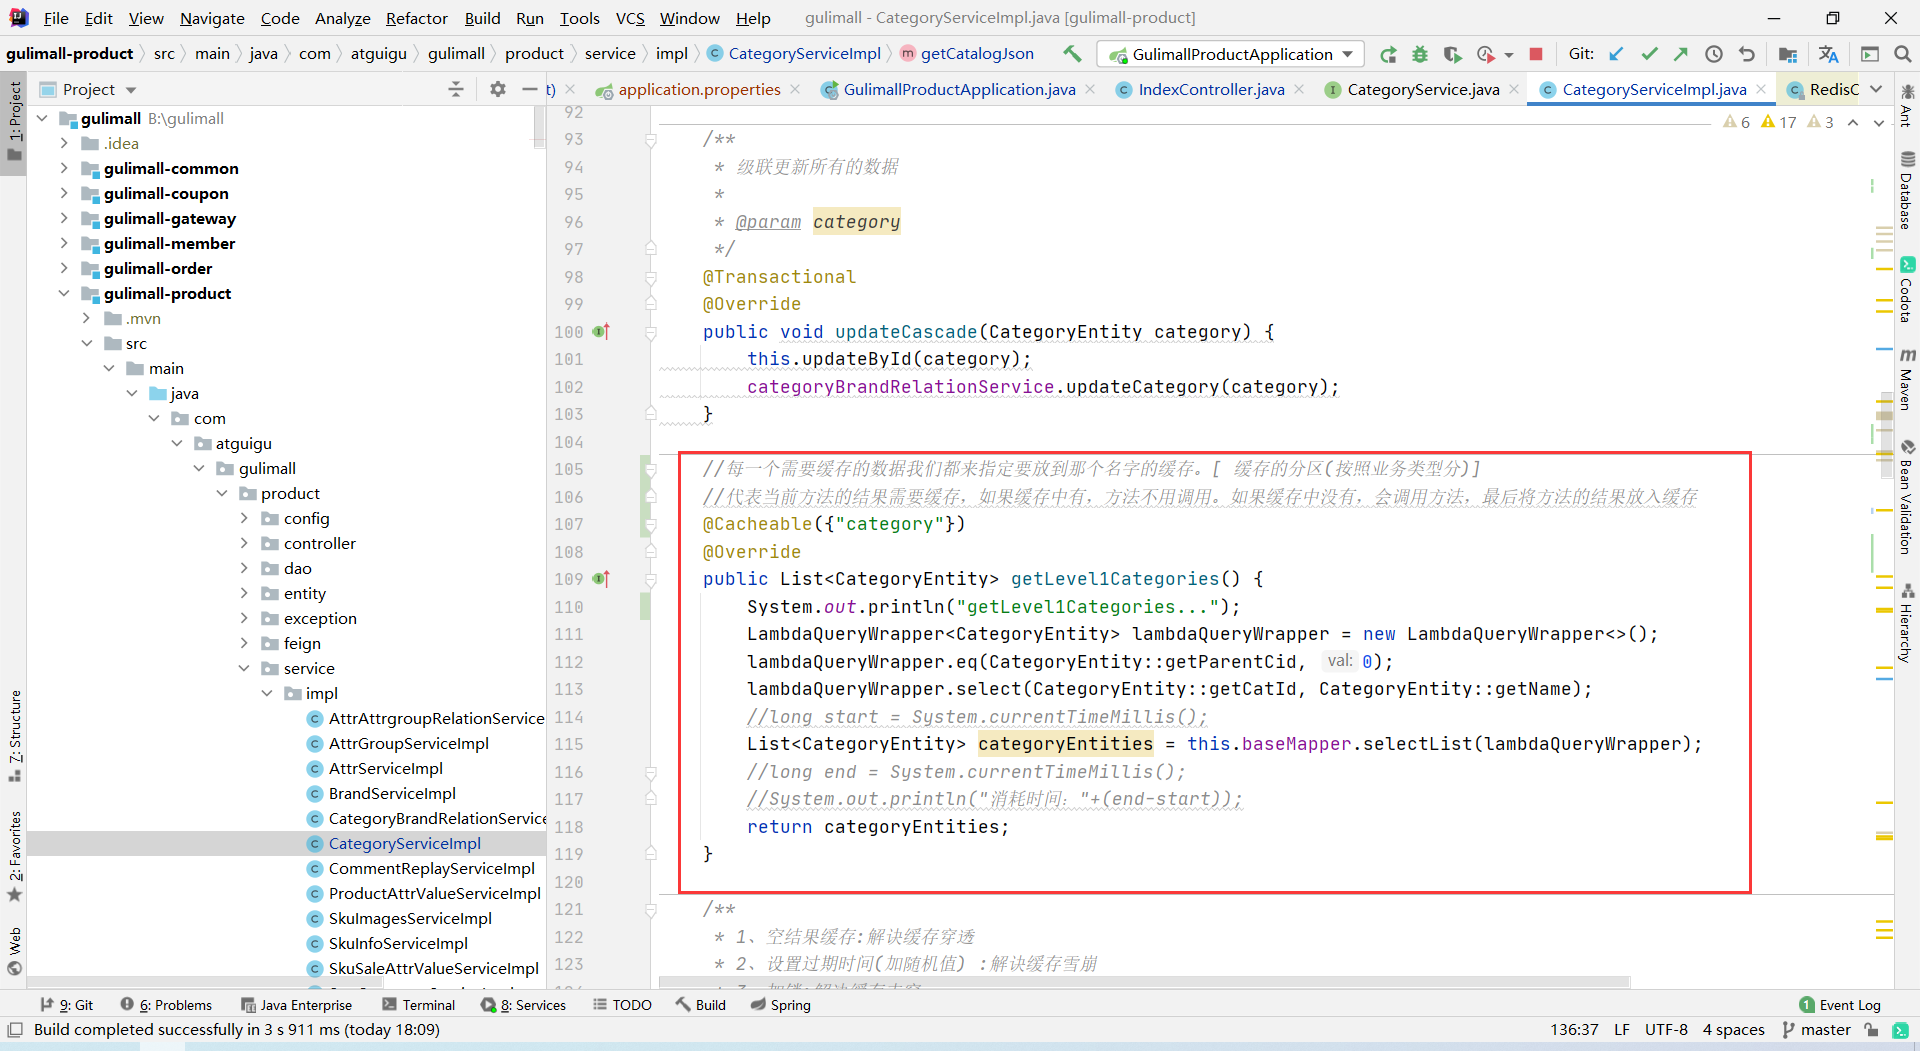 File Edit View Navigate Code Analyze Refactor Build Run Tools VCS Window Help gulimall - CategoryServiceImpl.java [gulimall-product]
gulimall-product src main java com atguigu gulimall product service impl CategoryServiceImpl getCatalogJson GulimallProductApplication Git:
Project
t) application.properties GulimallProductApplication.java IndexController.java CategoryService.java CategoryServiceImpl.java RedisC
6 17 3
1: Project
7: Structure
2: Favorites
Web
gulimall B:\gulimall
.idea
gulimall-common
gulimall-coupon
gulimall-gateway
gulimall-member
gulimall-order
gulimall-product
.mvn
src
main
java
com
atguigu
gulimall
product
config
controller
dao
entity
exception
feign
service
impl
AttrAttrgroupRelationService
AttrGroupServiceImpl
AttrServiceImpl
BrandServiceImpl
CategoryBrandRelationService
CategoryServiceImpl
CommentReplayServiceImpl
ProductAttrValueServiceImpl
SkuImagesServiceImpl
SkuInfoServiceImpl
SkuSaleAttrValueServiceImpl
92
93 /**
94 * 级联更新所有的数据
95 *
96 * @param category
97 */
98 @Transactional
99 @Override
100 public void updateCascade(CategoryEntity category) {
101 this.updateById(category);
102 categoryBrandRelationService.updateCategory(category);
103 }
104
105 //每一个需要缓存的数据我们都来指定要放到那个名字的缓存。[ 缓存的分区(按照业务类型分)]
106 //代表当前方法的结果需要缓存，如果缓存中有，方法不用调用。如果缓存中没有，会调用方法，最后将方法的结果放入缓存
107 @Cacheable({"category"})
108 @Override
109 public List<CategoryEntity> getLevel1Categories() {
110 System.out.println("getLevel1Categories...");
111 LambdaQueryWrapper<CategoryEntity> lambdaQueryWrapper = new LambdaQueryWrapper<>();
112 lambdaQueryWrapper.eq(CategoryEntity::getParentCid, val: 0);
113 lambdaQueryWrapper.select(CategoryEntity::getCatId, CategoryEntity::getName);
114 //long start = System.currentTimeMillis();
115 List<CategoryEntity> categoryEntities = this.baseMapper.selectList(lambdaQueryWrapper);
116 //long end = System.currentTimeMillis();
117 //System.out.println("消耗时间："+(end-start));
118 return categoryEntities;
119 }
120
121 /**
122 * 1、空结果缓存:解诀缓存穿透
123 * 2、设置过期时间(加随机值) :解诀缓存雪崩
Ant
Database
Codota
Maven
Bean Validation
Hierarchy
9: Git 6: Problems Java Enterprise Terminal 8: Services TODO Build Spring 1 Event Log
Build completed successfully in 3 s 911 ms (today 18:09) 136:37 LF UTF-8 4 spaces master